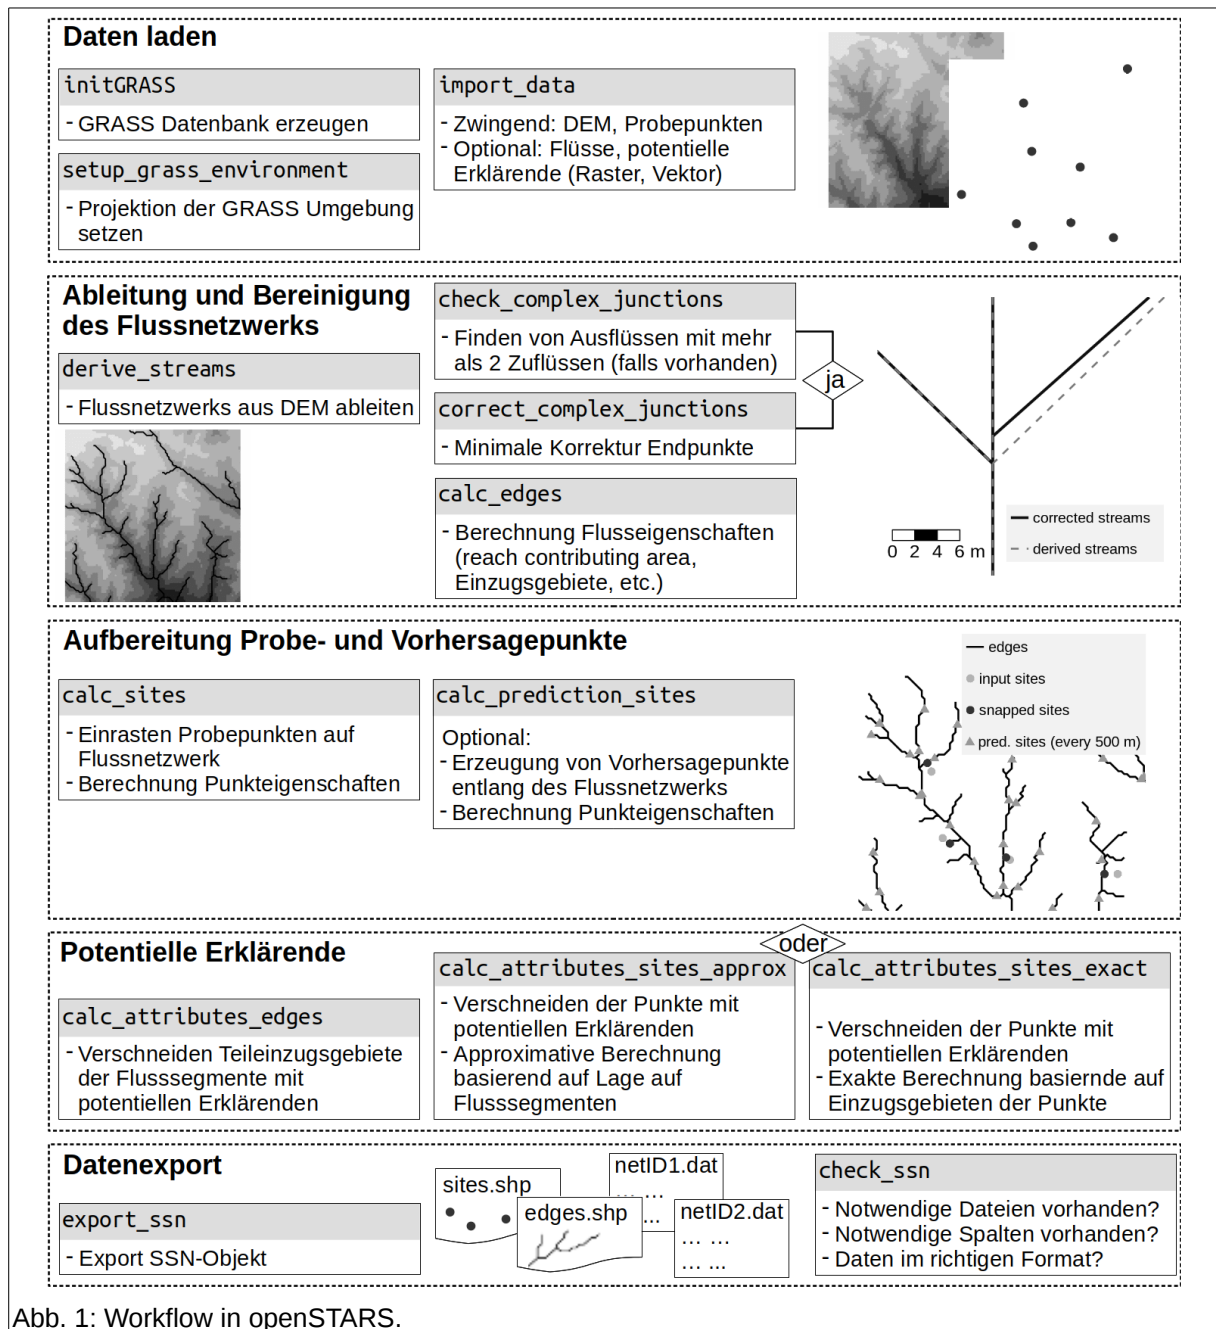 Daten laden
initGRASS
- GRASS Datenbank erzeugen
setup_grass_environment
- Projektion der GRASS Umgebung
setzen
import_data
- Zwingend: DEM, Probepunkten
- Optional: Flüsse, potentielle
Erklärende (Raster, Vektor)
Ableitung und Bereinigung
des Flussnetzwerks
derive_streams
- Flussnetzwerks aus DEM ableiten
check_complex_junctions
- Finden von Ausflüssen mit mehr
als 2 Zuflüssen (falls vorhanden)
ja
correct_complex_junctions
- Minimale Korrektur Endpunkte
calc_edges
- Berechnung Flusseigenschaften
(reach contributing area,
Einzugsgebiete, etc.)
0 2 4 6 m
corrected streams
derived streams
Aufbereitung Probe- und Vorhersagepunkte
calc_sites
- Einrasten Probepunkten auf
Flussnetzwerk
- Berechnung Punkteigenschaften
calc_prediction_sites
Optional:
- Erzeugung von Vorhersagepunkte
entlang des Flussnetzwerks
- Berechnung Punkteigenschaften
edges
input sites
snapped sites
pred. sites (every 500 m)
Potentielle Erklärende
calc_attributes_edges
- Verschneiden Teileinzugsgebiete
der Flusssegmente mit
potentiellen Erklärenden
oder
calc_attributes_sites_approx
- Verschneiden der Punkte mit
potentiellen Erklärenden
- Approximative Berechnung
basierend auf Lage auf
Flusssegmenten
calc_attributes_sites_exact
- Verschneiden der Punkte mit
potentiellen Erklärenden
- Exakte Berechnung basiernde auf
Einzugsgebieten der Punkte
Datenexport
export_ssn
- Export SSN-Objekt
sites.shp
edges.shp
netID1.dat
... ...
...
netID2.dat
... ...
... ...
check_ssn
- Notwendige Dateien vorhanden?
- Notwendige Spalten vorhanden?
- Daten im richtigen Format?
Abb. 1: Workflow in openSTARS.